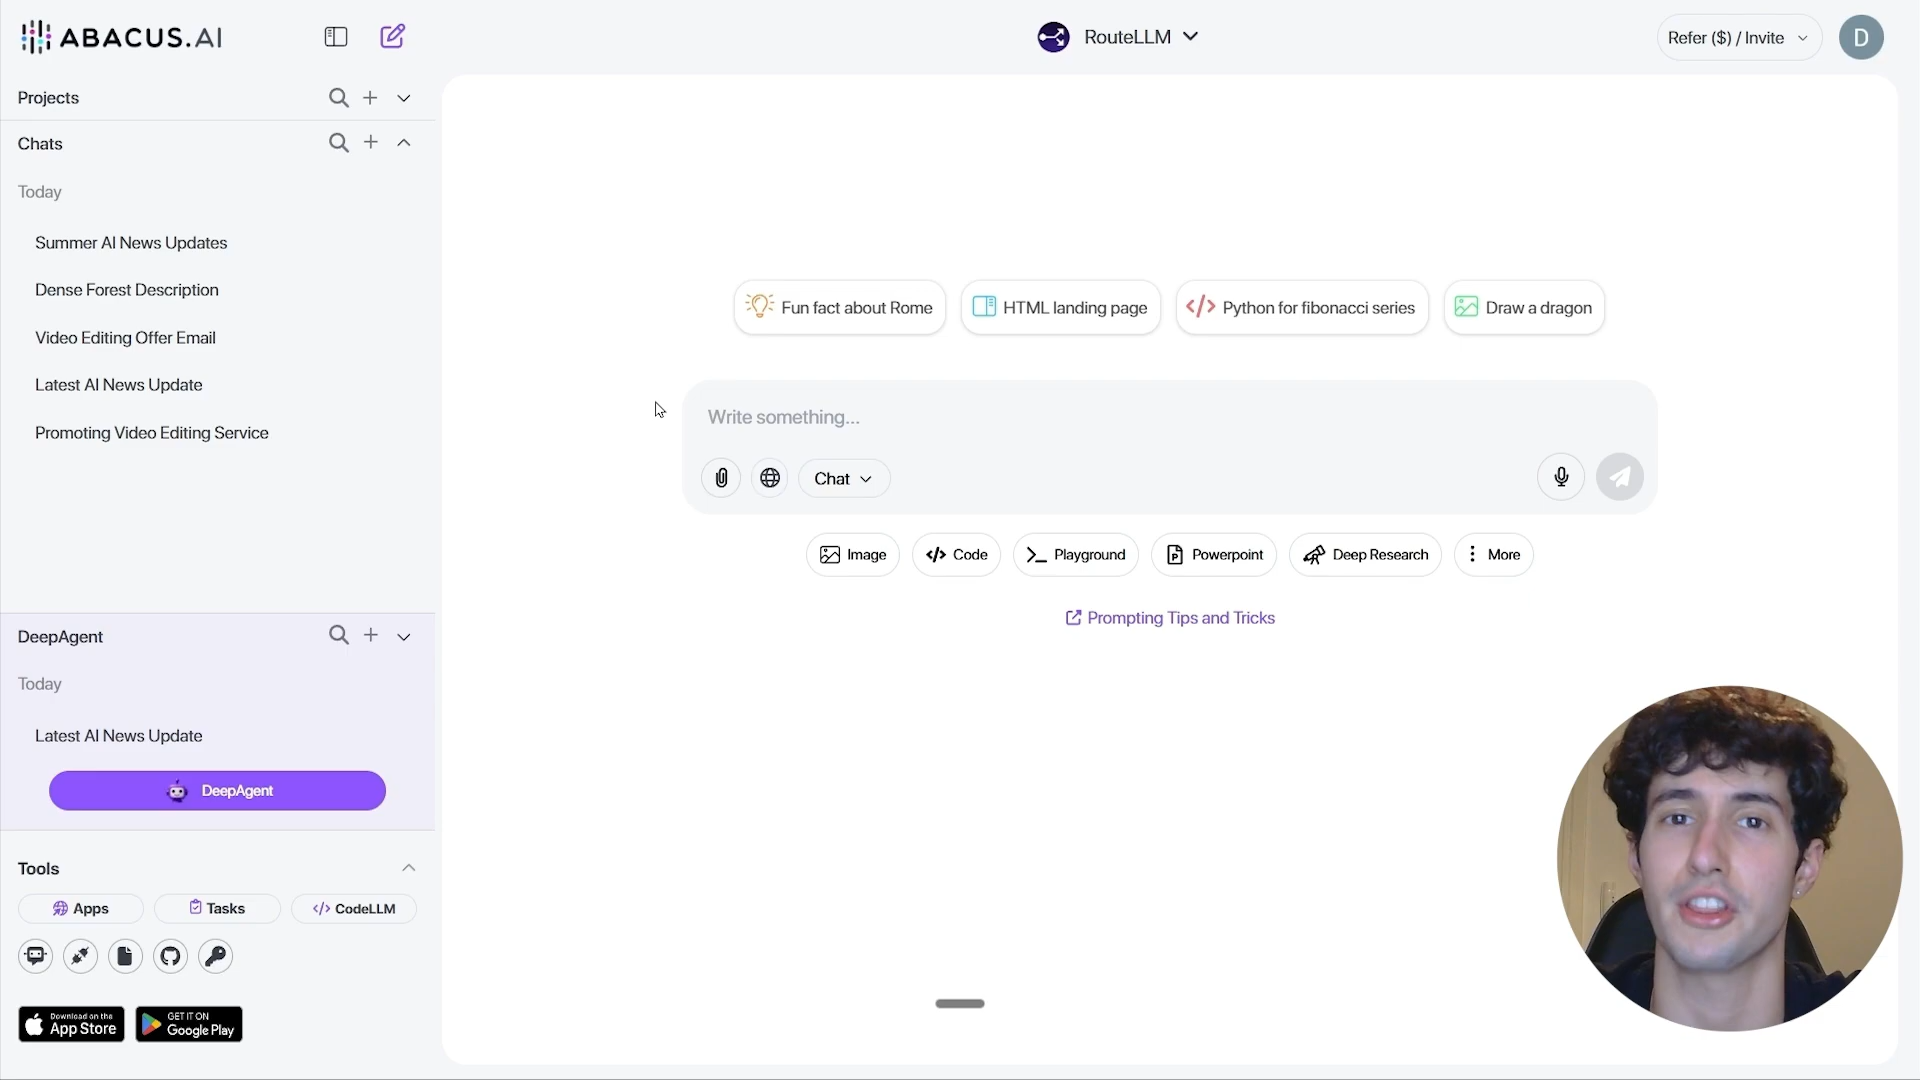 ABACUS.AI
RouteLLM
Refer ($) / Invite
D
Projects
Chats
Today
Summer AI News Updates
Dense Forest Description
Video Editing Offer Email
Latest AI News Update
Promoting Video Editing Service
Fun fact about Rome
HTML landing page
Python for fibonacci series
Draw a dragon
Write something...
Chat
Image
Code
Playground
Powerpoint
Deep Research
More
Prompting Tips and Tricks
DeepAgent
Today
Latest AI News Update
DeepAgent
Tools
Apps
Tasks
CodeLLM
Download on the
App Store
GET IT ON
Google Play